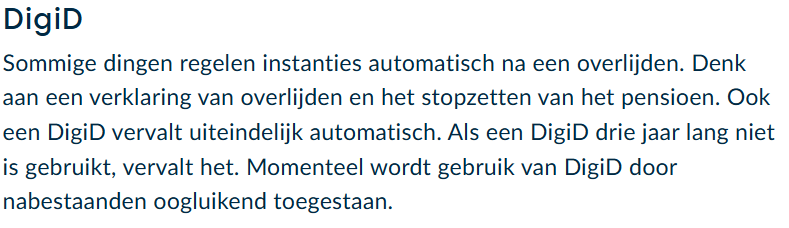 DigiD
Sommige dingen regelen instanties automatisch na een overlijden. Denk
aan een verklaring van overlijden en het stopzetten van het pensioen. Ook
een DigiD vervalt uiteindelijk automatisch. Als een DigiD drie jaar lang niet
is gebruikt, vervalt het. Momenteel wordt gebruik van DigiD door
nabestaanden oogluikend toegestaan.